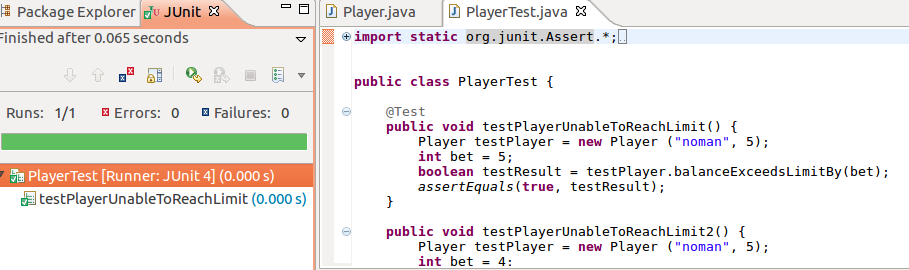 Package Explorer JUnit
Finished after 0.065 seconds
Runs: 1/1 Errors: 0 Failures: 0
PlayerTest [Runner: JUnit 4] (0.000 s)
testPlayerUnableToReachLimit (0.000 s)
Player.java PlayerTest.java
import static org.junit.Assert.*;
public class PlayerTest {
@Test
public void testPlayerUnableToReachLimit() {
Player testPlayer = new Player ("noman", 5);
int bet = 5;
boolean testResult = testPlayer.balanceExceedsLimitBy(bet);
assertEquals(true, testResult);
}
public void testPlayerUnableToReachLimit2() {
Player testPlayer = new Player ("noman", 5);
int bet = 4;